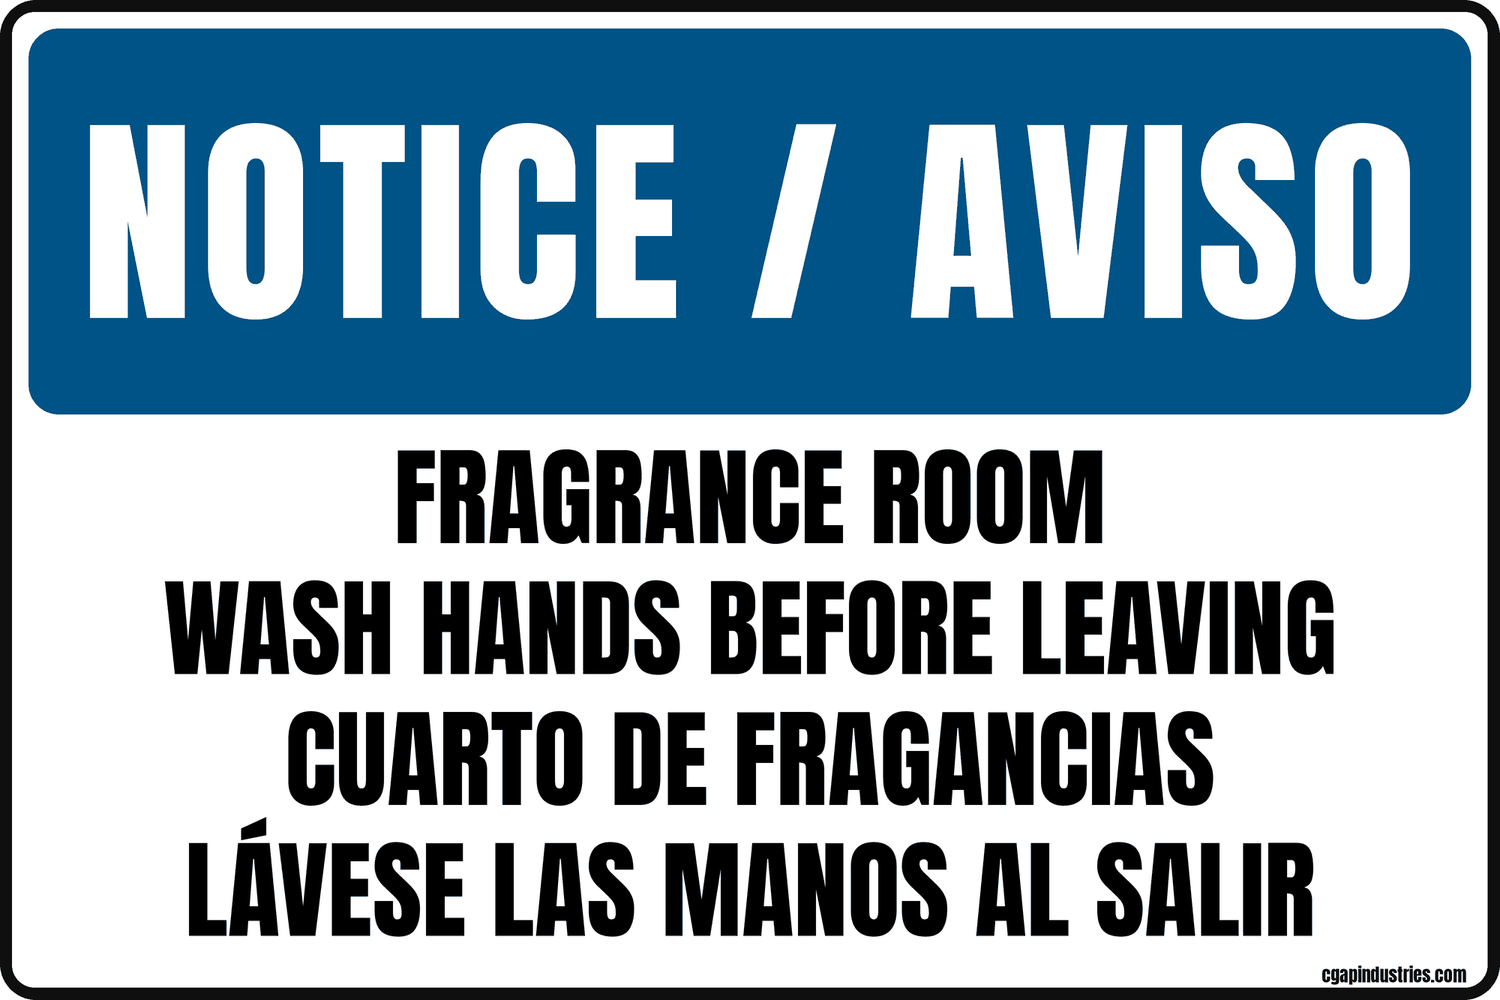 NOTICE / AVISO
FRAGRANCE ROOM
WASH HANDS BEFORE LEAVING
CUARTO DE FRAGANCIAS
LÁVESE LAS MANOS AL SALIR
cgapindustries.com